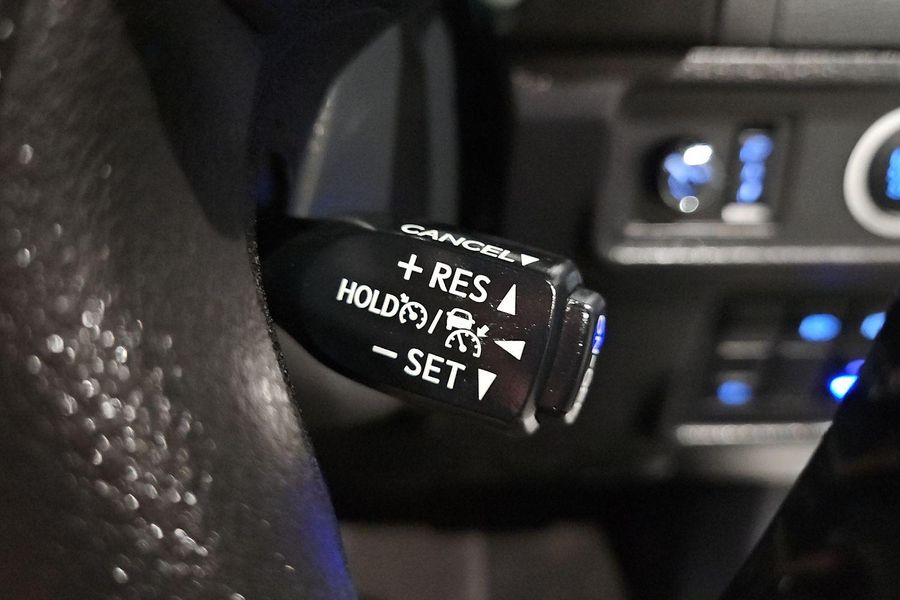 CANCEL
+ RES
HOLD /
- SET